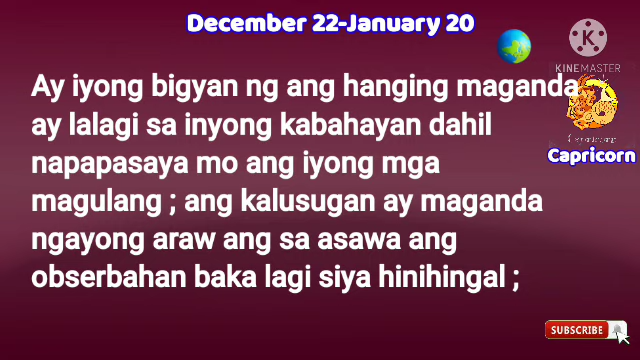 December 22-January 20
KINEMASTER
Ay iyong bigyan ng ang hanging maganda
ay lalagi sa inyong kabahayan dahil
napapasaya mo ang iyong mga
magulang ; ang kalusugan ay maganda
ngayong araw ang sa asawa ang
obserbahan baka lagi siya hinihingal ;
Capricorn
SUBSCRIBE